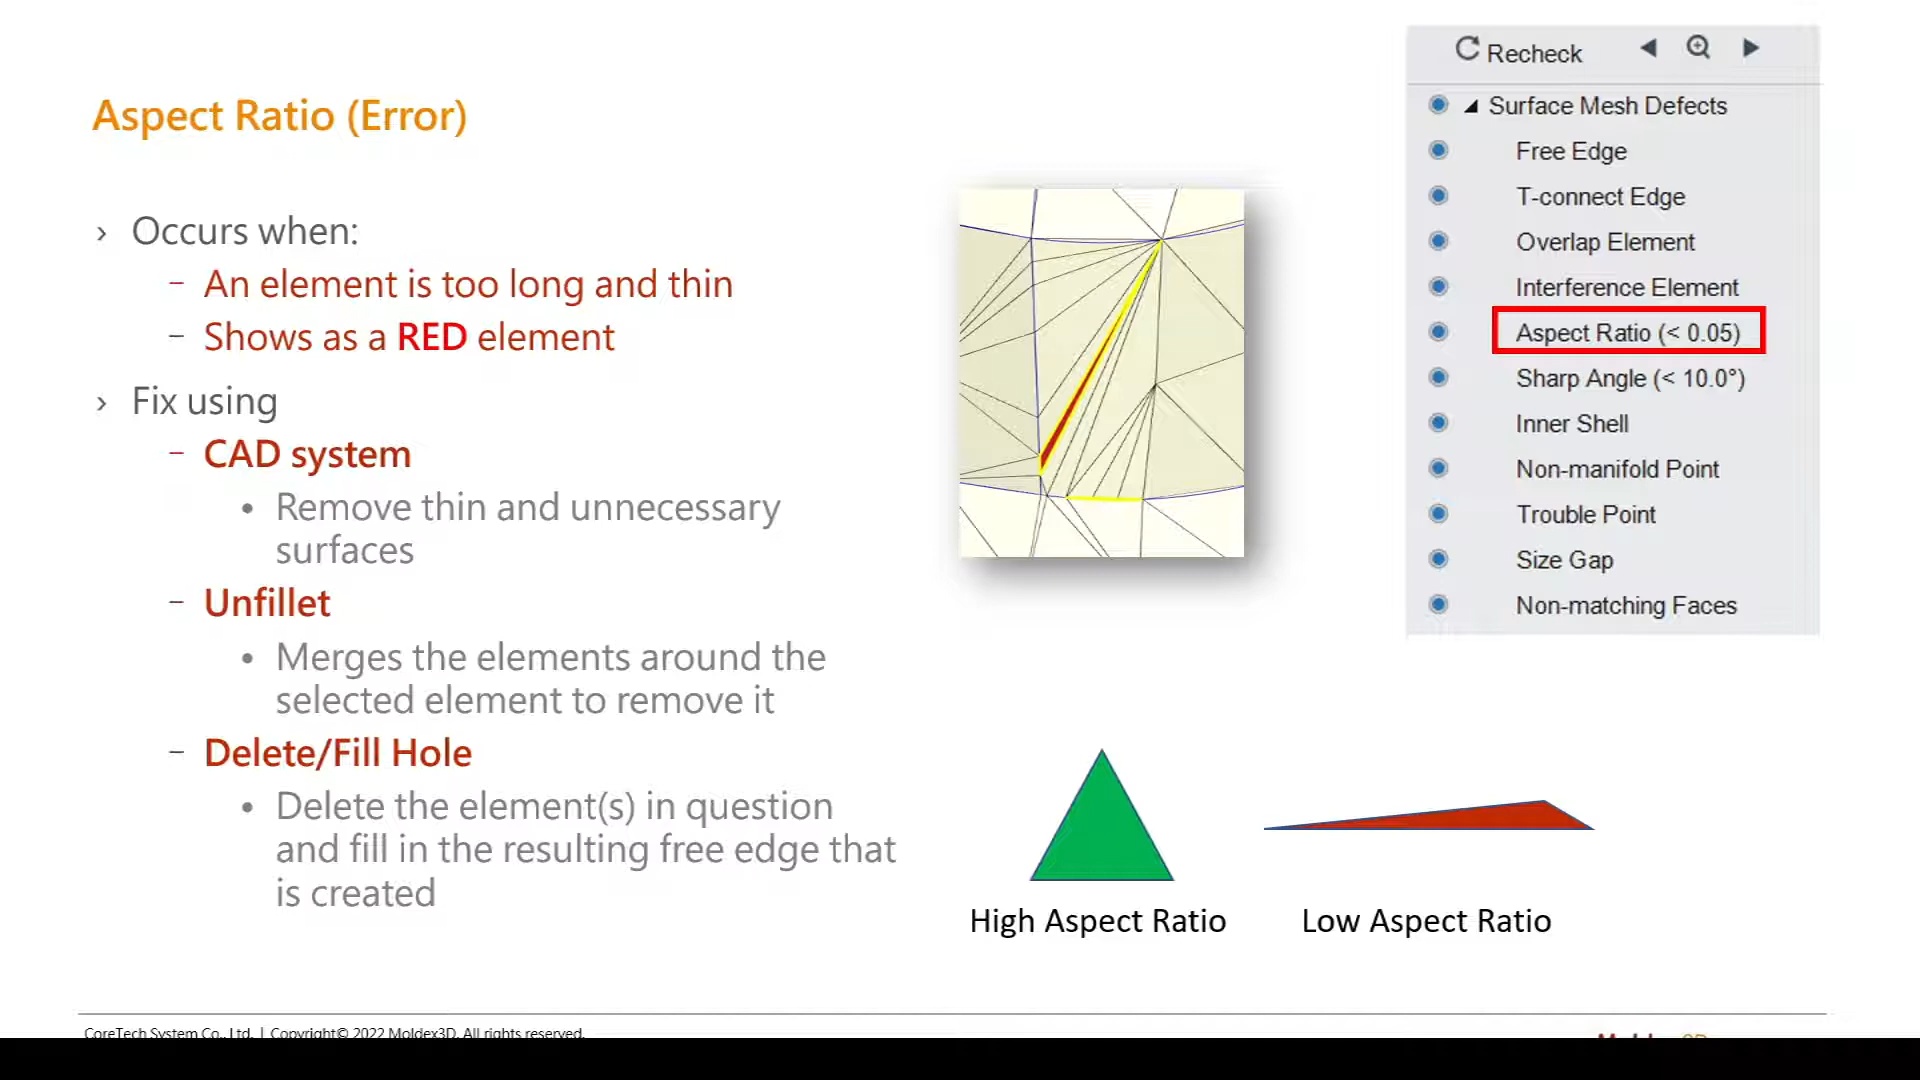 Aspect Ratio (Error)
› Occurs when:
– An element is too long and thin
– Shows as a RED element
› Fix using
– CAD system
• Remove thin and unnecessary
surfaces
– Unfillet
• Merges the elements around the
selected element to remove it
– Delete/Fill Hole
• Delete the element(s) in question
and fill in the resulting free edge that
is created
Recheck
Surface Mesh Defects
Free Edge
T-connect Edge
Overlap Element
Interference Element
Aspect Ratio (< 0.05)
Sharp Angle (< 10.0°)
Inner Shell
Non-manifold Point
Trouble Point
Size Gap
Non-matching Faces
High Aspect Ratio
Low Aspect Ratio
CoreTech System Co., Ltd. | Copyright© 2022 Moldex3D. All rights reserved.